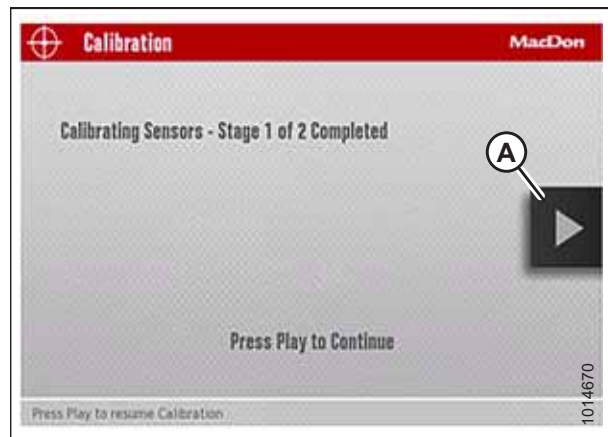 Calibration
MacDon
Calibrating Sensors - Stage 1 of 2 Completed
A
Press Play to Continue
Press Play to resume Calibration
1014670